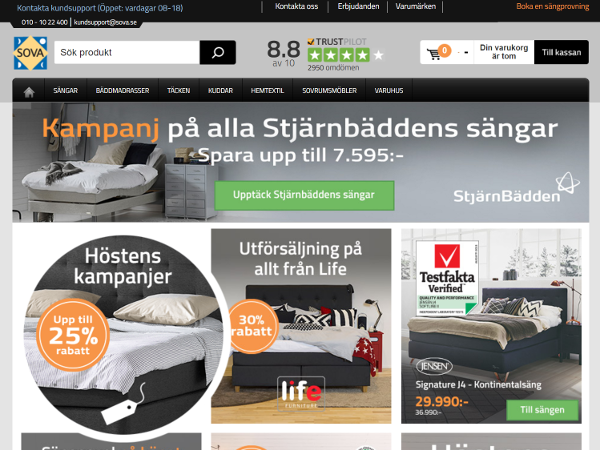 Kontakta kundsupport (Öppet: vardagar 08-18)
Kontakta oss
Erbjudanden
Varumärken
Boka en sängprovning
010 - 10 22 400 | kundsupport@sova.se
SOVA
Sök produkt
8.8
av 10
TRUSTPILOT
2950 omdömen
0
-
-
Din varukorg
är tom
Till kassan
SÄNGAR
BÄDDMADRASSER
TÄCKEN
KUDDAR
HEMTEXTIL
SOVRUMSMÖBLER
VARUHUS
Kampanj på alla Stjärnbäddens sängar
Spara upp till 7.595:-
Upptäck Stjärnbäddens sängar
StjärnBädden
Höstens
kampanjer
Upp till
25%
rabatt
Utförsäljning på
allt från Life
30%
rabatt
life
FURNITURE
Testfakta
Verified
QUALITY AND PERFORMANCE
JENSEN
Signature J4 - Kontinentalsäng
29.990:-
36.990:-
Till sängen